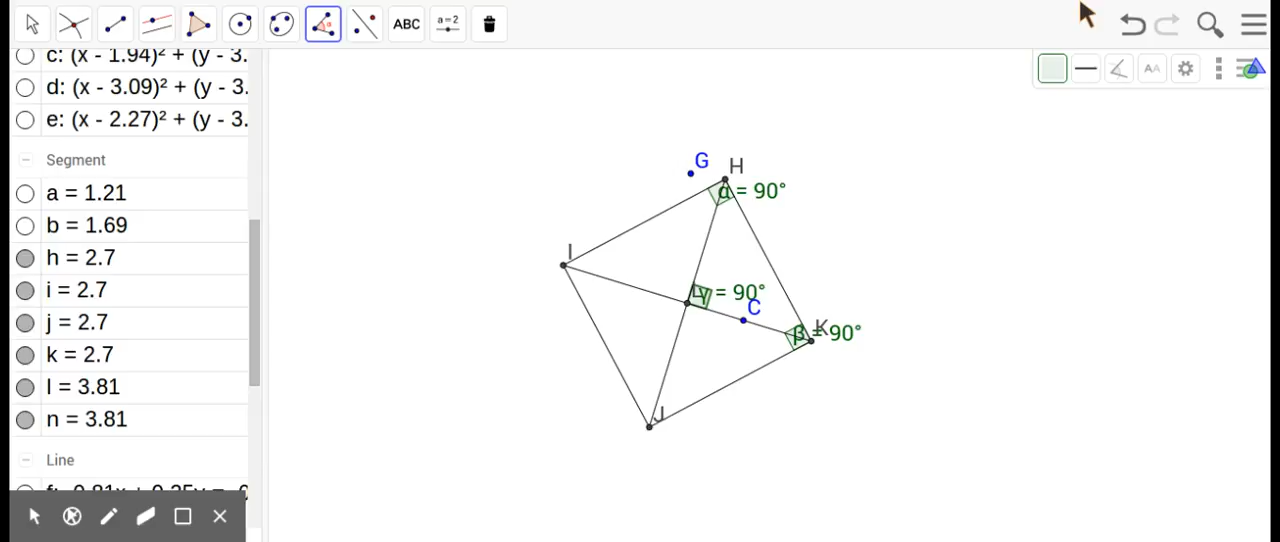 ABC
a=2
c: (x - 1.94)² + (y - 3.
d: (x - 3.09)² + (y - 3.
e: (x - 2.27)² + (y - 3.
Segment
a = 1.21
b = 1.69
h = 2.7
i = 2.7
j = 2.7
k = 2.7
l = 3.81
n = 3.81
Line
AA
G
H
α = 90°
I
L
γ = 90°
C
K
β = 90°
J